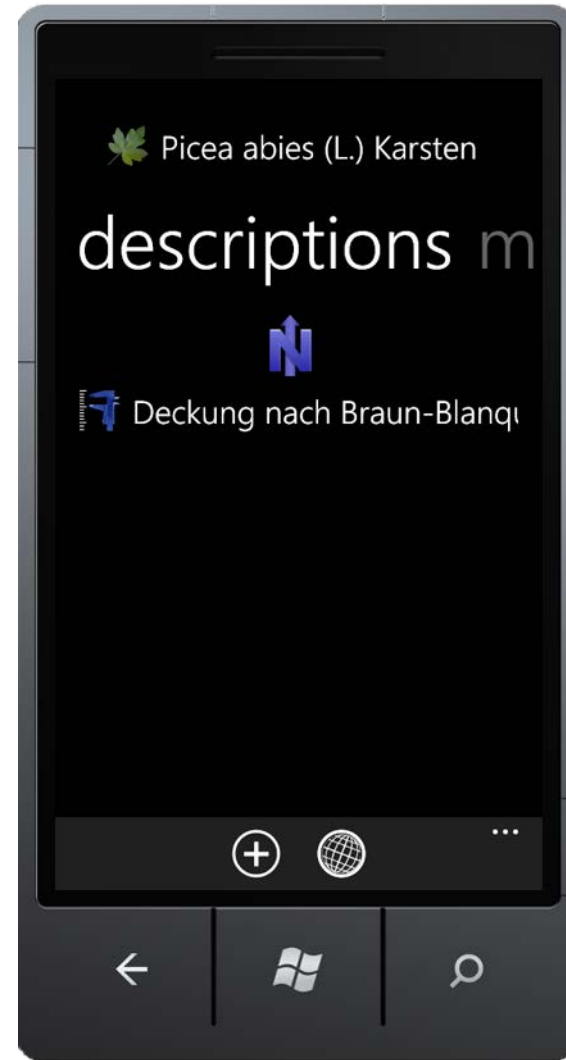 Picea abies (L.) Karsten
descriptions m
N
Deckung nach Braun-Blanqu
...